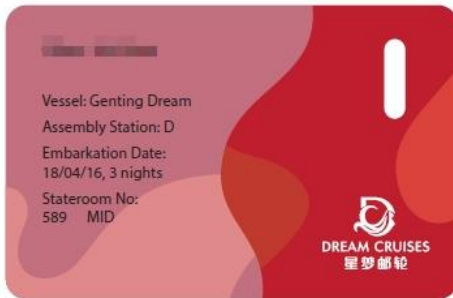 Vessel: Genting Dream
Assembly Station: D
Embarkation Date:
18/04/16, 3 nights
Stateroom No:
589 MID
DREAM CRUISES
星梦邮轮